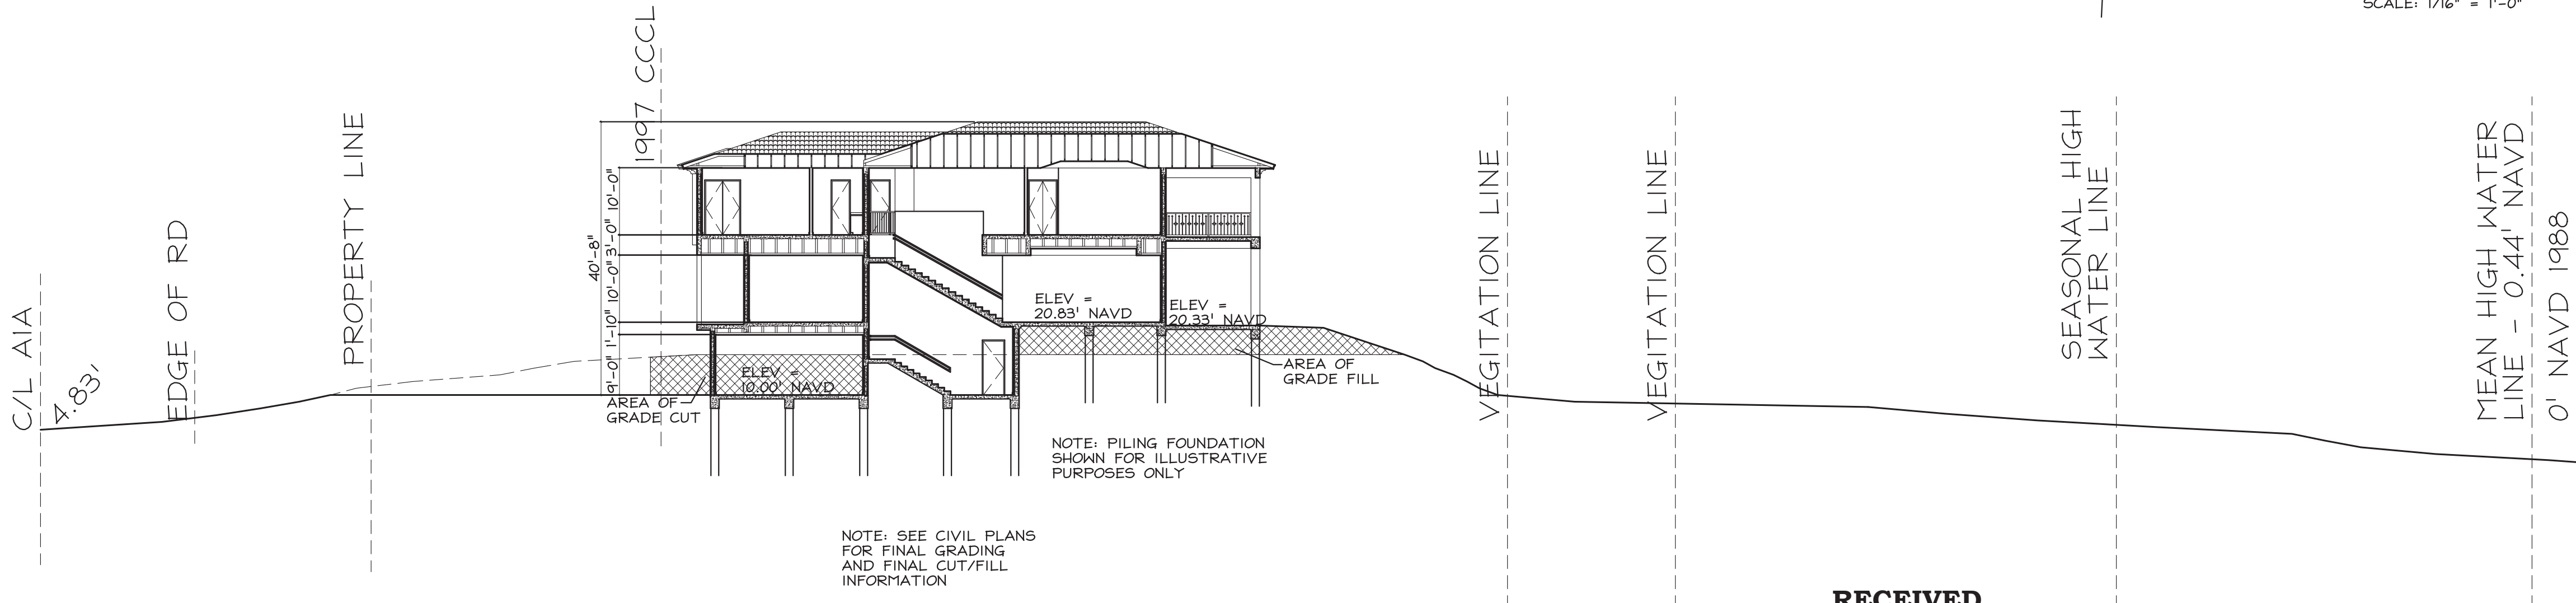 SCALE: 1/16" = 1'-0"
C/L A1A
4.83'
EDGE OF RD
PROPERTY LINE
1997 CCCL
40'-8"
10'-0"
3'-0"
10'-0"
1'-10"
9'-0"
ELEV =
10.00' NAVD
AREA OF
GRADE CUT
ELEV =
20.83' NAVD
ELEV =
20.33' NAVD
AREA OF
GRADE FILL
NOTE: PILING FOUNDATION
SHOWN FOR ILLUSTRATIVE
PURPOSES ONLY
NOTE: SEE CIVIL PLANS
FOR FINAL GRADING
AND FINAL CUT/FILL
INFORMATION
VEGITATION LINE
VEGITATION LINE
SEASONAL HIGH
WATER LINE
MEAN HIGH WATER
LINE - 0.44' NAVD
0' NAVD 1988
RECEIVED